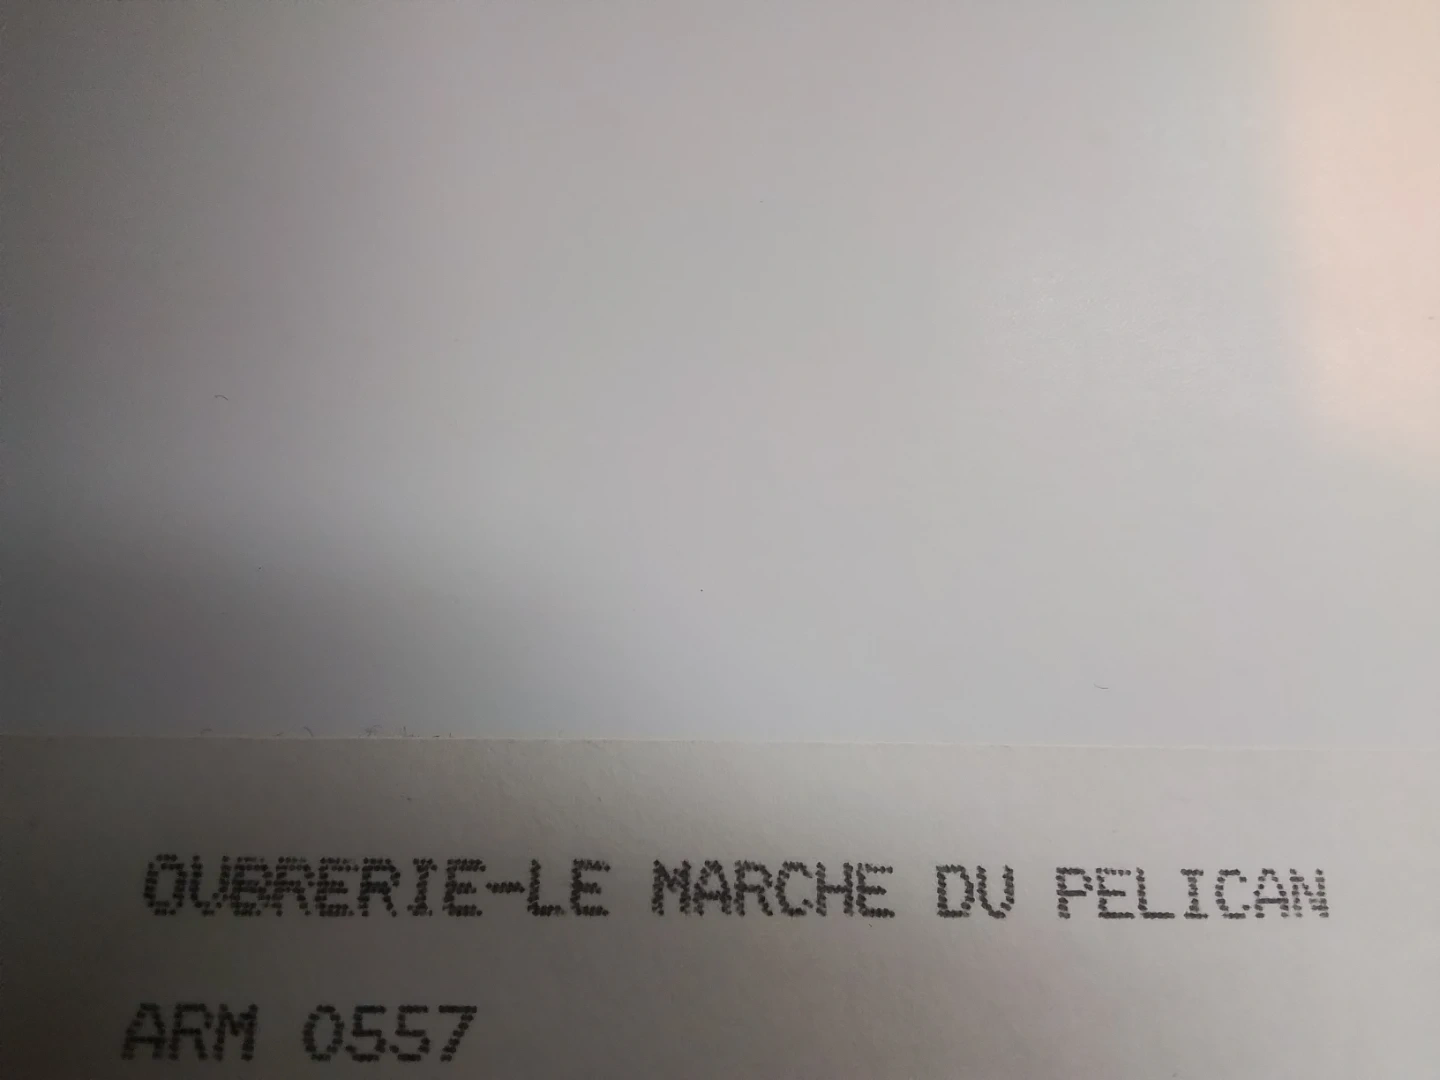 OUBRERIE-LE MARCHE DU PELICAN
ARM 0557